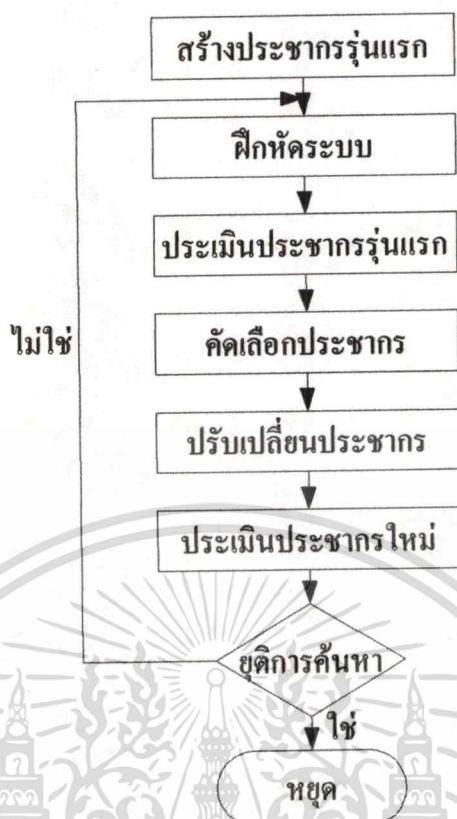 สร้างประชากรรุ่นแรก
ฝึกหัดระบบ
ประเมินประชากรรุ่นแรก
ไม่ใช่
คัดเลือกประชากร
ปรับเปลี่ยนประชากร
ประเมินประชากรใหม่
ยุติการค้นหา
ใช่
หยุด